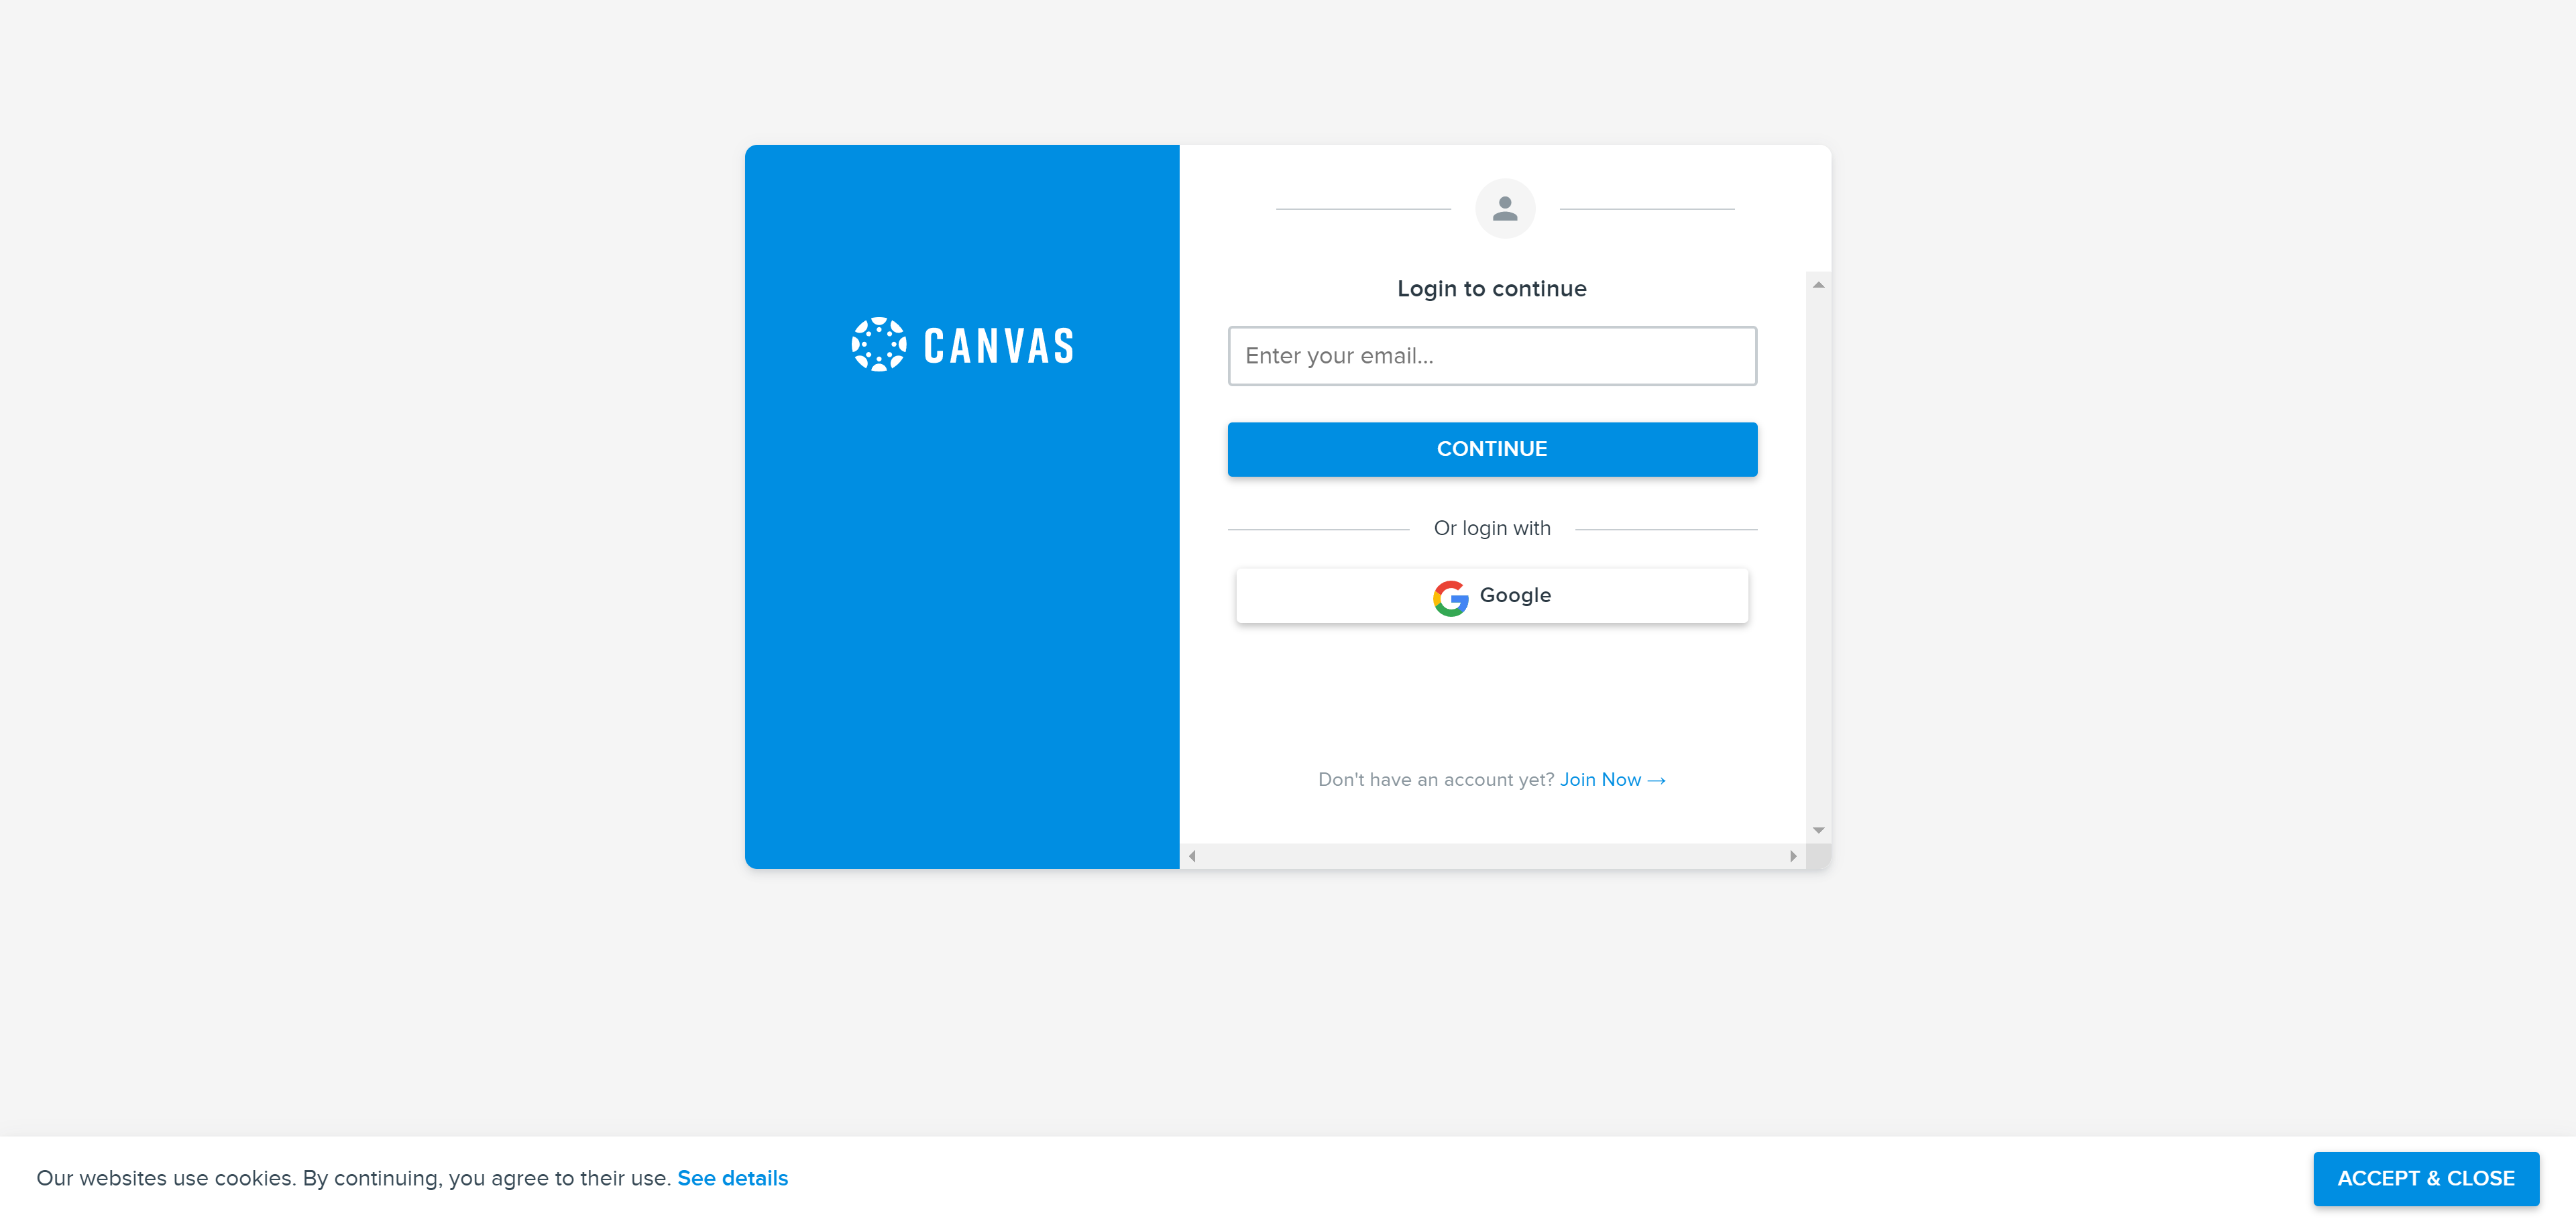 CANVAS
Login to continue
Enter your email...
CONTINUE
Or login with
Google
Don't have an account yet? Join Now →
Our websites use cookies. By continuing, you agree to their use. See details
ACCEPT & CLOSE